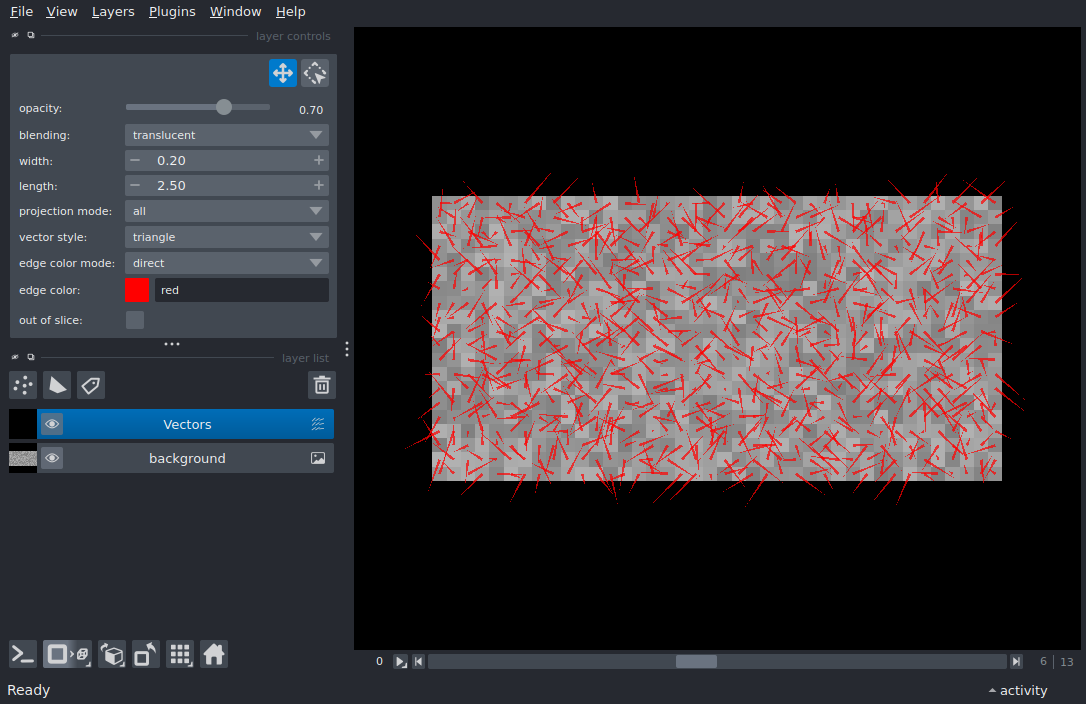 File View Layers Plugins Window Help
layer controls
opacity: 0.70
blending: translucent
width: 0.20
length: 2.50
projection mode: all
vector style: triangle
edge color mode: direct
edge color: red
out of slice:
layer list
Vectors
background
0 6 13
Ready activity